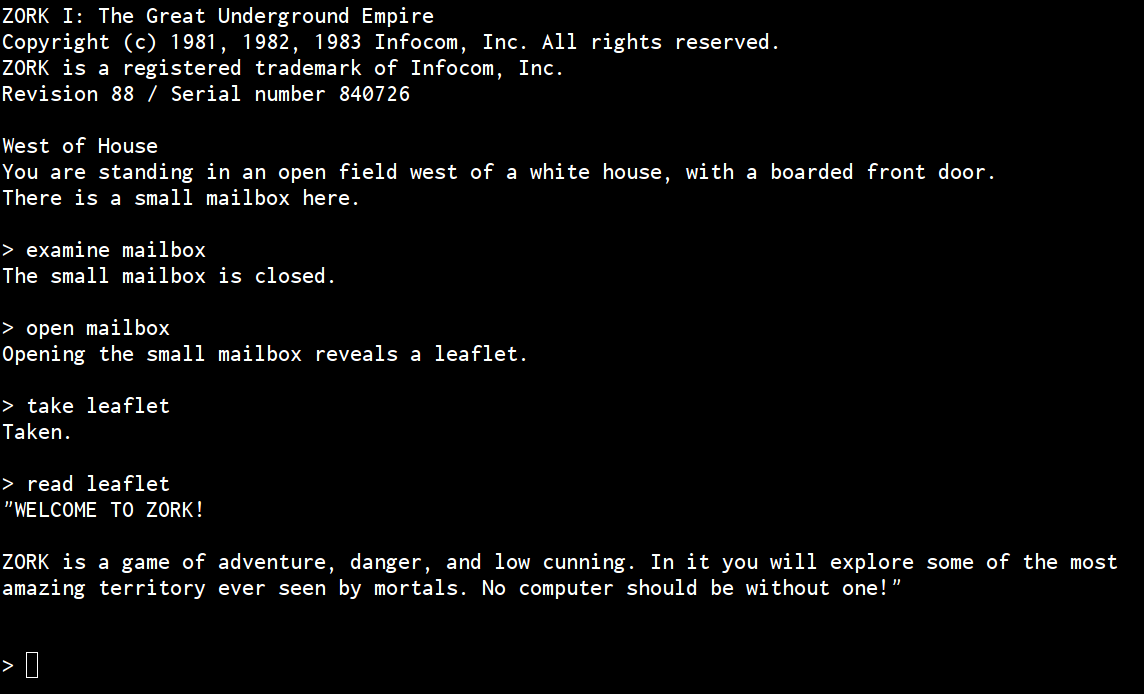 ZORK I: The Great Underground Empire
Copyright (c) 1981, 1982, 1983 Infocom, Inc. All rights reserved.
ZORK is a registered trademark of Infocom, Inc.
Revision 88 / Serial number 840726
West of House
You are standing in an open field west of a white house, with a boarded front door.
There is a small mailbox here.
> examine mailbox
The small mailbox is closed.
> open mailbox
Opening the small mailbox reveals a leaflet.
> take leaflet
Taken.
> read leaflet
"WELCOME TO ZORK!
ZORK is a game of adventure, danger, and low cunning. In it you will explore some of the most
amazing territory ever seen by mortals. No computer should be without one!"
>